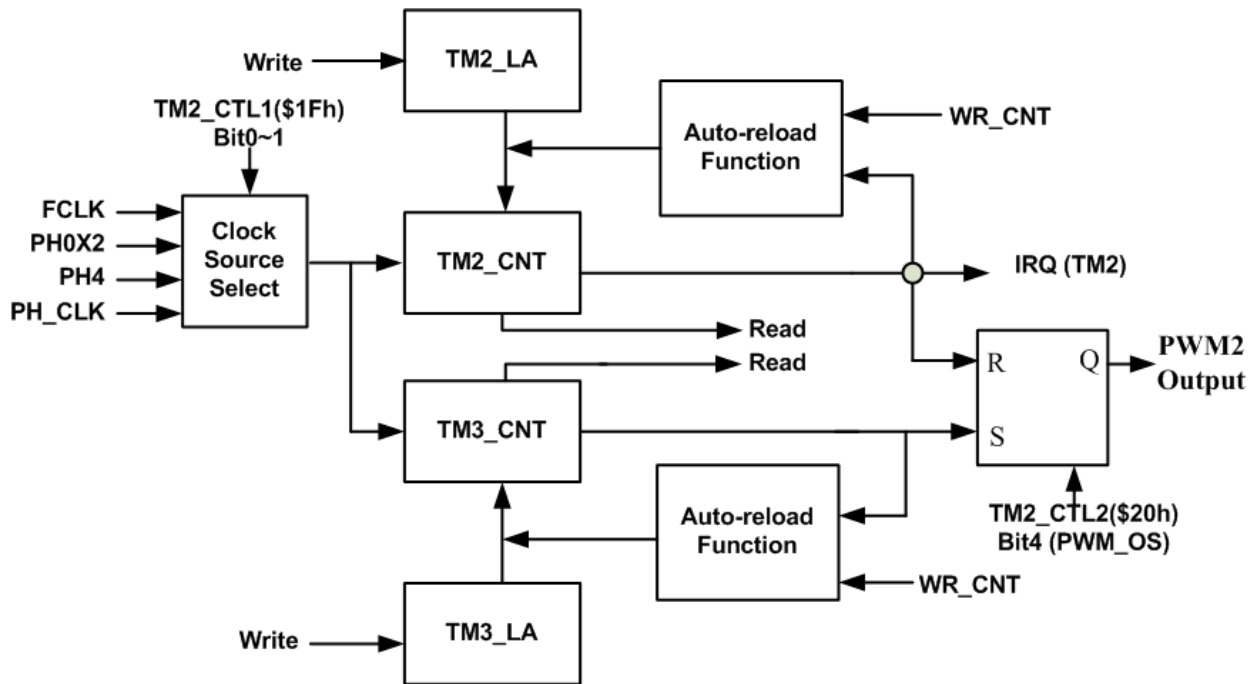 Write
TM2_LA
TM2_CTL1($1Fh)
Bit0~1
Auto-reload
Function
WR_CNT
FCLK
PH0X2
PH4
PH_CLK
Clock
Source
Select
TM2_CNT
IRQ (TM2)
Read
Read
R
Q
S
PWM2
Output
TM3_CNT
TM2_CTL2($20h)
Bit4 (PWM_OS)
Auto-reload
Function
WR_CNT
Write
TM3_LA